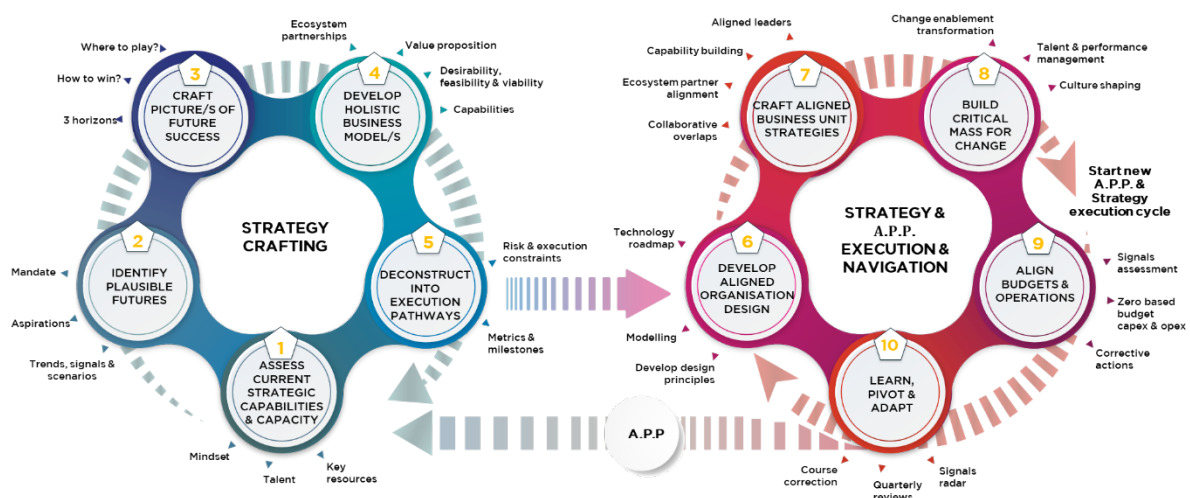 Ecosystem
partnerships
Where to play?
Value proposition
How to win?
Desirability,
feasibility & viability
3 horizons
Capabilities
3
CRAFT
PICTURE/S OF
FUTURE
SUCCESS
4
DEVELOP
HOLISTIC
BUSINESS
MODEL/S
STRATEGY
CRAFTING
2
IDENTIFY
PLAUSIBLE
FUTURES
5
DECONSTRUCT
INTO
EXECUTION
PATHWAYS
Mandate
Aspirations
Trends, signals &
scenarios
Risk & execution
constraints
Metrics &
milestones
1
ASSESS
CURRENT
STRATEGIC
CAPABILITIES
& CAPACITY
Mindset
Talent
Key
resources
Aligned leaders
Capability building
Ecosystem partner
alignment
Collaborative
overlaps
Change enablement
transformation
Talent & performance
management
Culture shaping
7
CRAFT ALIGNED
BUSINESS UNIT
STRATEGIES
8
BUILD
CRITICAL
MASS FOR
CHANGE
Start new
A.P.P. &
Strategy
execution cycle
STRATEGY &
A.P.P.
EXECUTION &
NAVIGATION
Technology
roadmap
6
DEVELOP
ALIGNED
ORGANISATION
DESIGN
Modelling
Develop design
principles
9
ALIGN
BUDGETS &
OPERATIONS
Signals
assessment
Zero based
budget
capex & opex
Corrective
actions
10
LEARN,
PIVOT &
ADAPT
A.P.P
Course
correction
Quarterly
reviews
Signals
radar